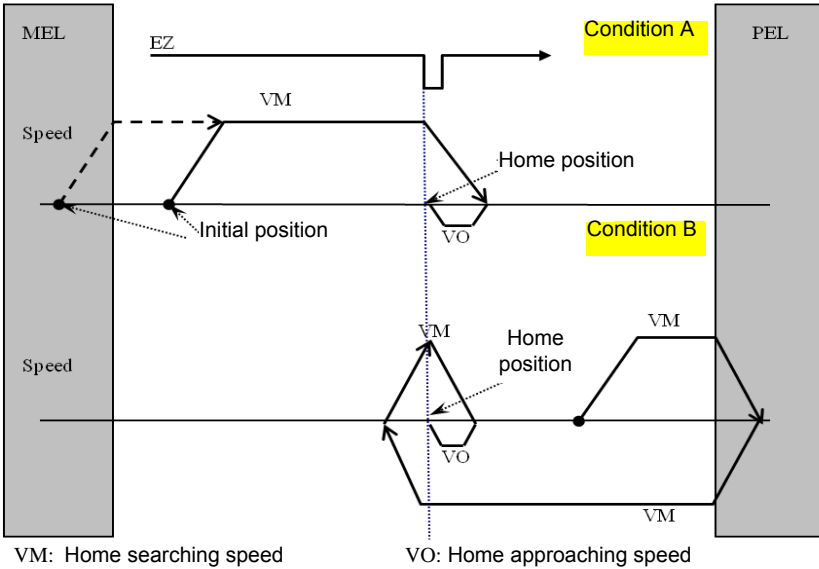 MEL
EZ
Condition A
PEL
VM
Speed
Home position
Initial position
VO
Condition B
VM
Home
position
VM
Speed
VO
VM
VM: Home searching speed
VO: Home approaching speed